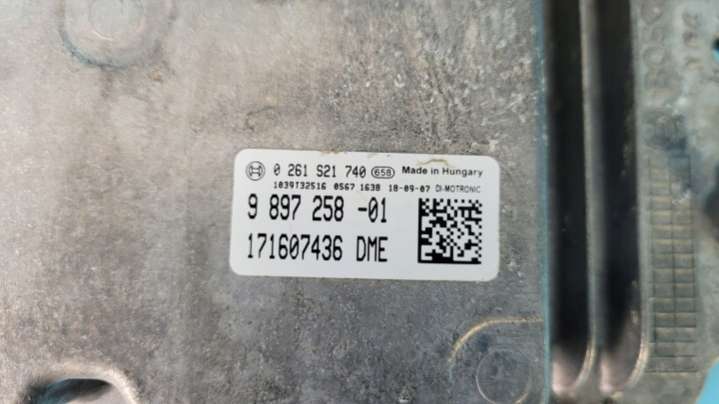 0 261 S21 740 658 Made in Hungary
1039T32516 0567 1638 18-09-07 DI-MOTRONIC
9 897 258 -01
171607436 DME